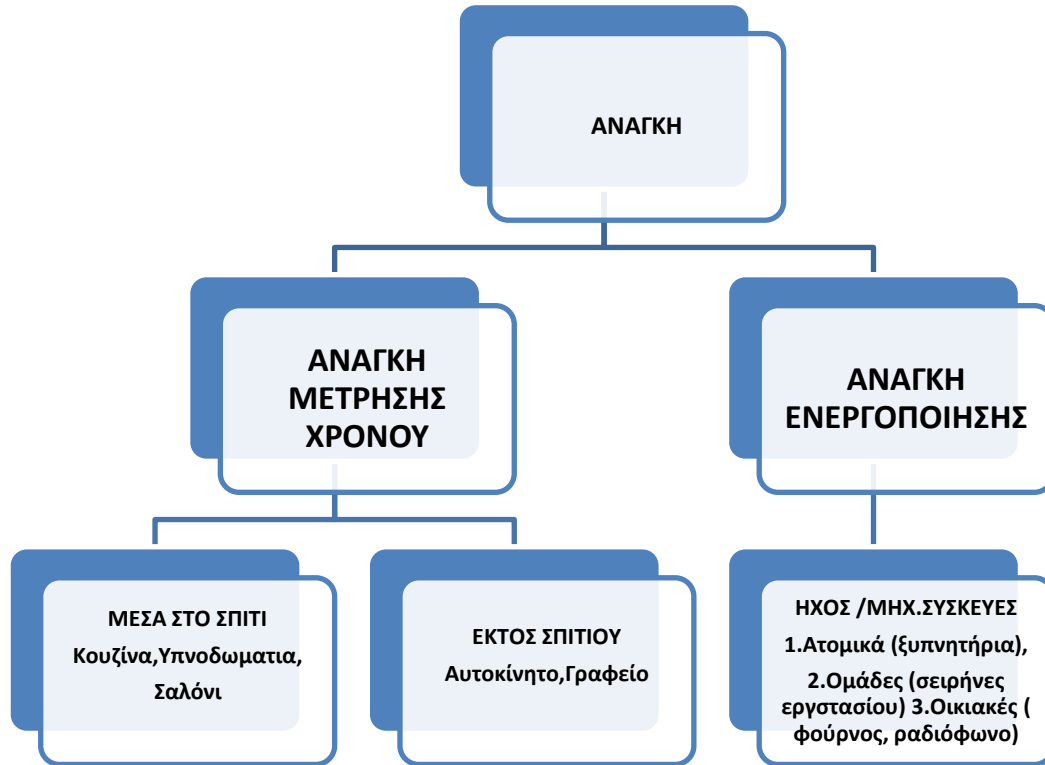 ΑΝΑΓΚΗ
ΑΝΑΓΚΗ
ΜΕΤΡΗΣΗΣ
ΧΡΟΝΟΥ
ΑΝΑΓΚΗ
ΕΝΕΡΓΟΠΟΙΗΣΗΣ
ΜΕΣΑ ΣΤΟ ΣΠΙΤΙ
Κουζίνα,Υπνοδωματια,
Σαλόνι
ΕΚΤΟΣ ΣΠΙΤΙΟΥ
Αυτοκίνητο,Γραφείο
ΗΧΟΣ /ΜΗΧ.ΣΥΣΚΕΥΕΣ
1.Ατομικά (ξυπνητήρια),
2.Ομάδες (σειρήνες
εργστασίου) 3.Οικιακές (
φούρνος, ραδιόφωνο)